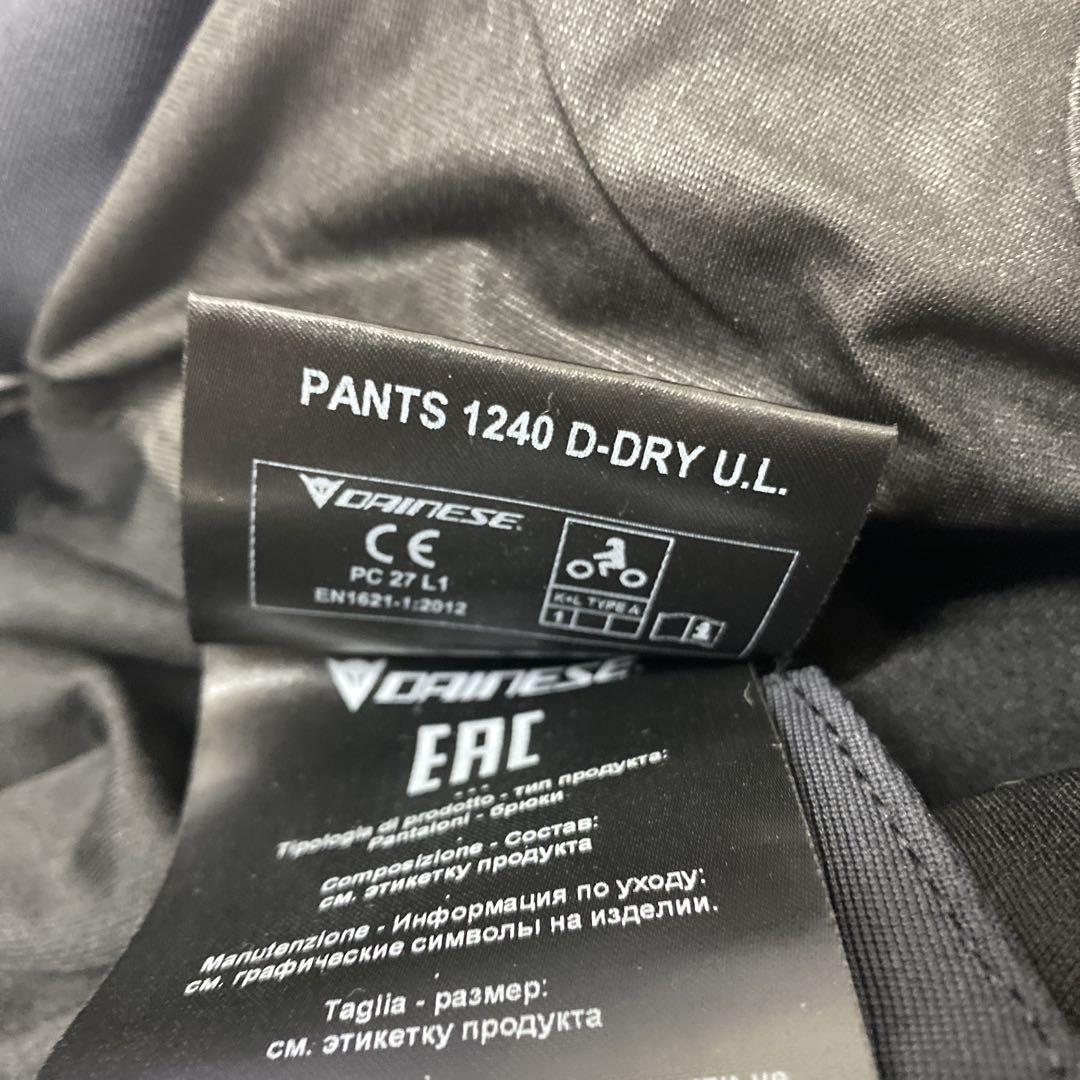 PANTS 1240 D-DRY U.L.
DAINESE
CE
PC 27 L1
EN1621-1:2012
K+L TYPE A
1
DAINESE
EAC
Tipologia di prodotto - тип продукта:
Pantaloni - брюки
Composizione - Состав:
см. этикетку продукта
Manutenzione - Информация по уходу:
см. графические символы на изделии.
Taglia - размер:
см. этикетку продукта